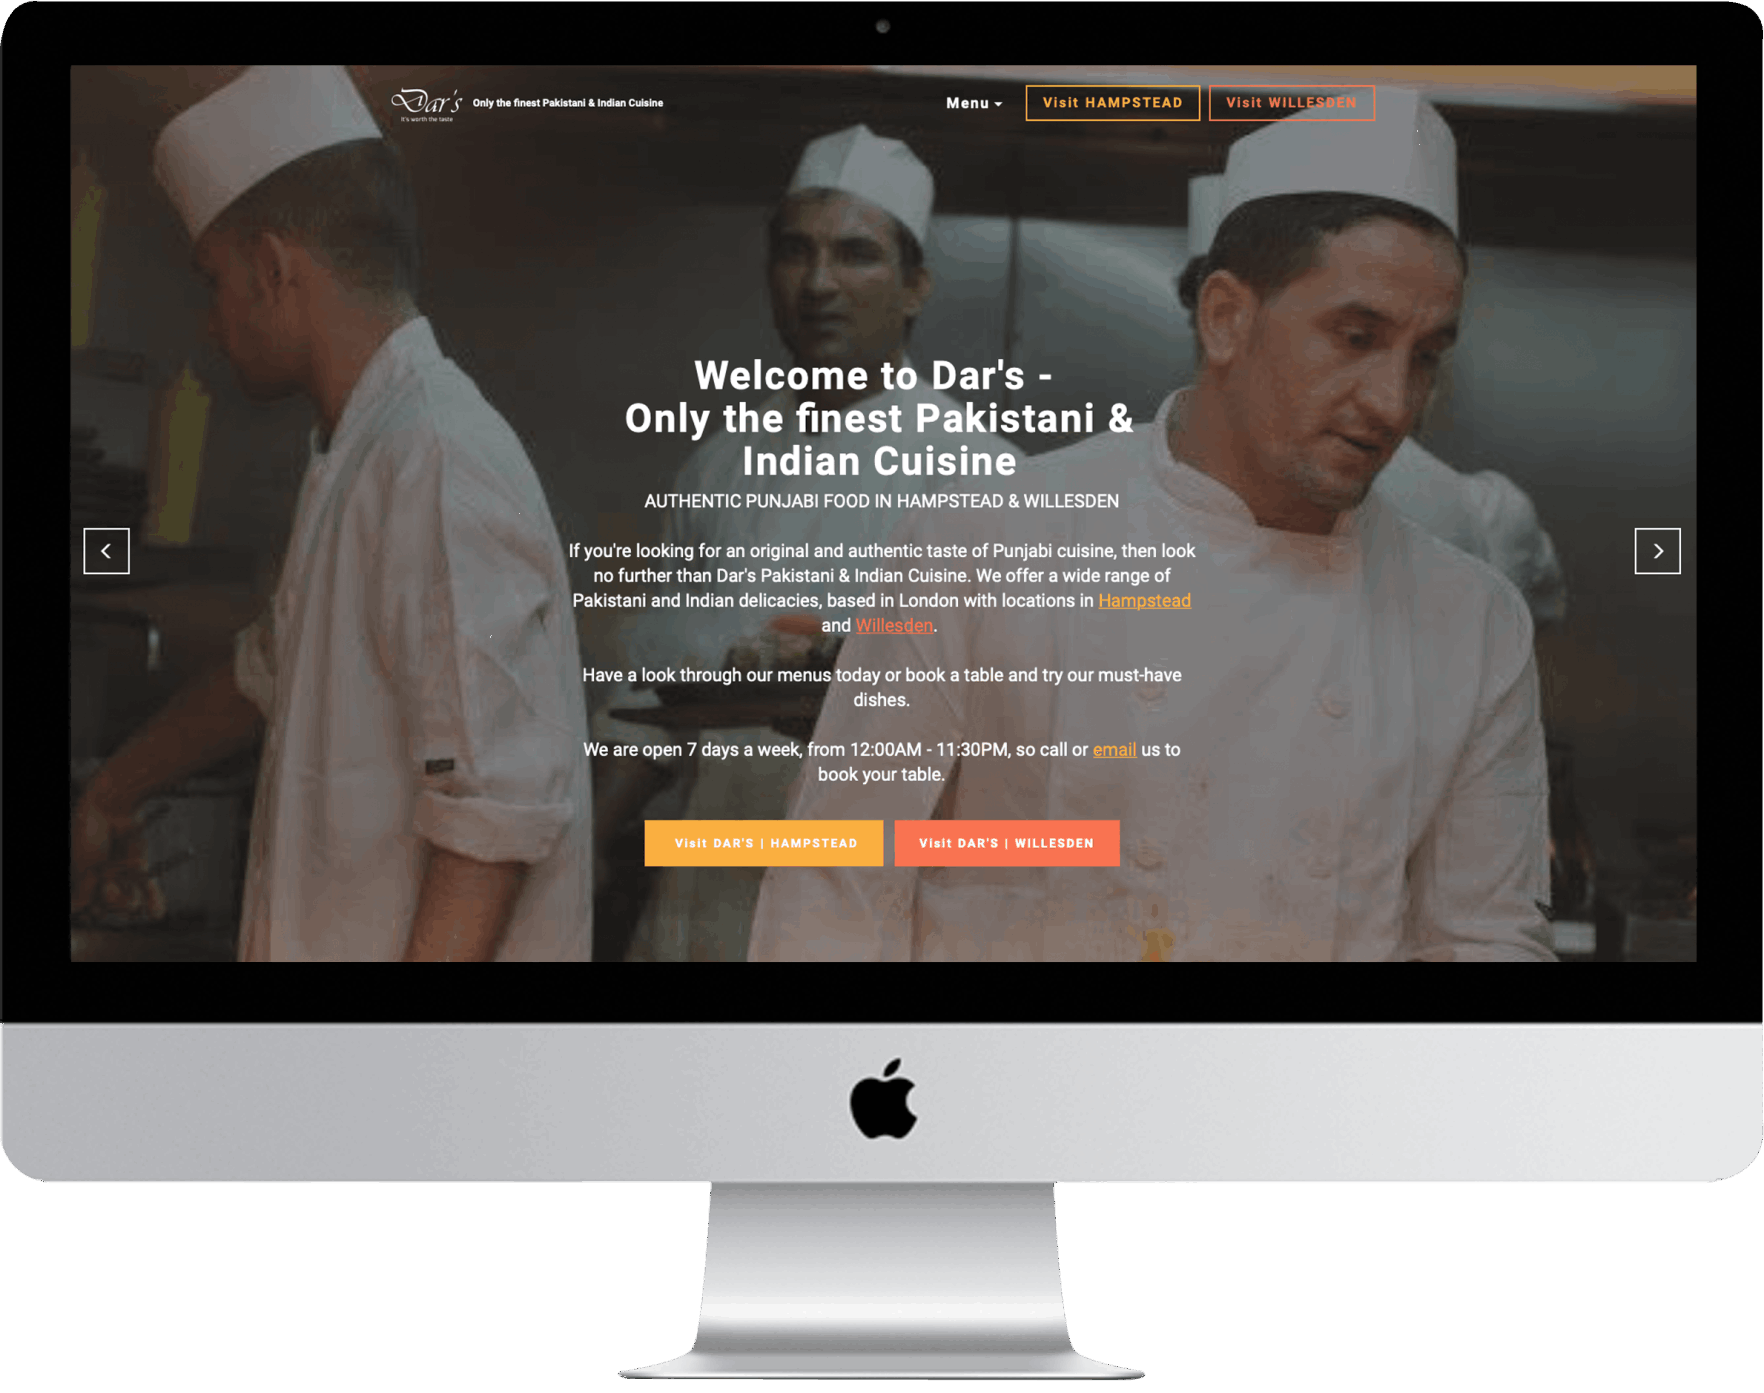 Dar's
It's worth the taste
Only the finest Pakistani & Indian Cuisine
Menu
Visit HAMPSTEAD
Visit WILLESDEN
Welcome to Dar's -
Only the finest Pakistani &
Indian Cuisine
AUTHENTIC PUNJABI FOOD IN HAMPSTEAD & WILLESDEN
If you're looking for an original and authentic taste of Punjabi cuisine, then look
no further than Dar's Pakistani & Indian Cuisine. We offer a wide range of
Pakistani and Indian delicacies, based in London with locations in Hampstead
and Willesden.
Have a look through our menus today or book a table and try our must-have
dishes.
We are open 7 days a week, from 12:00AM - 11:30PM, so call or email us to
book your table.
Visit DAR'S | HAMPSTEAD
Visit DAR'S | WILLESDEN